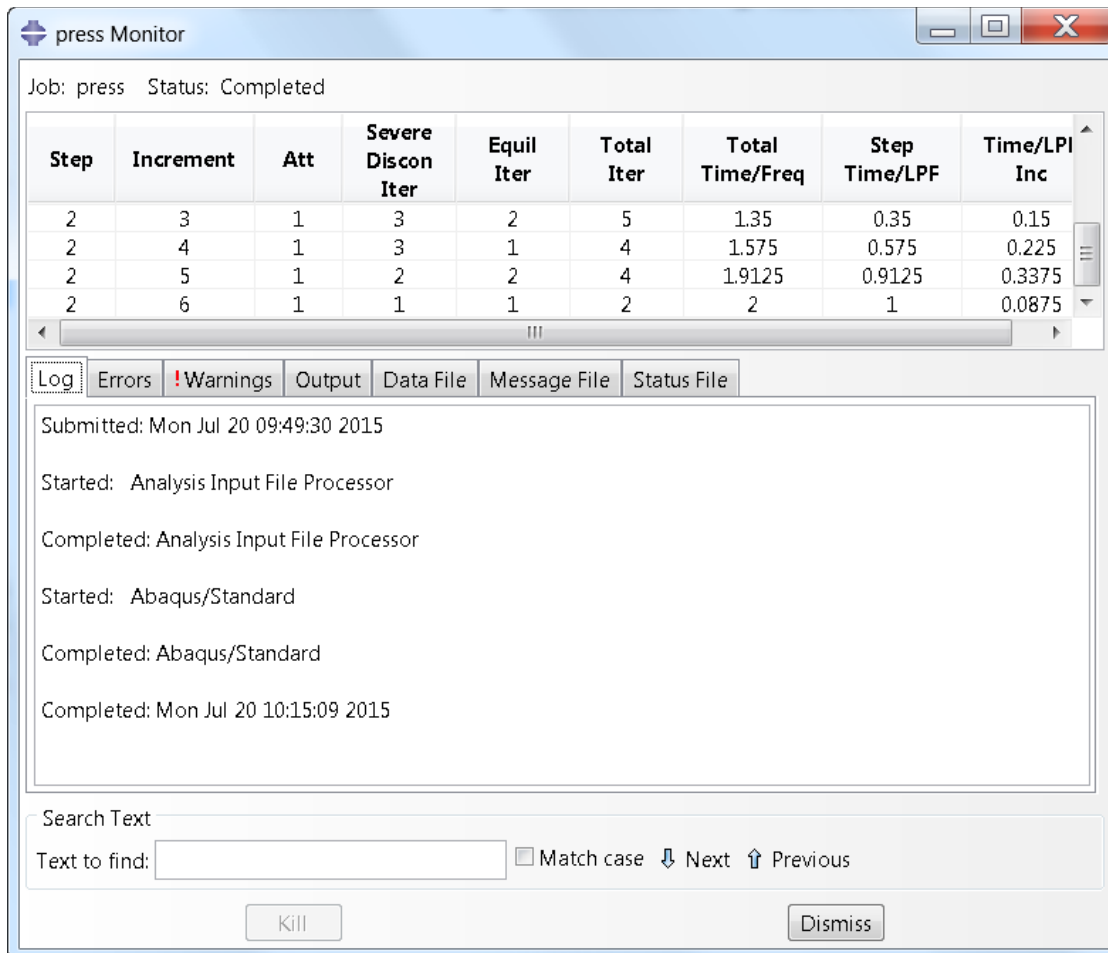 press Monitor
Job: press Status: Completed
Step Increment Att Severe Discon Iter Equil Iter Total Iter Total Time/Freq Step Time/LPF Time/LP Inc
2 3 1 3 2 5 1.35 0.35 0.15
2 4 1 3 1 4 1.575 0.575 0.225
2 5 1 2 2 4 1.9125 0.9125 0.3375
2 6 1 1 1 2 2 1 0.0875
Log Errors !Warnings Output Data File Message File Status File
Submitted: Mon Jul 20 09:49:30 2015
Started: Analysis Input File Processor
Completed: Analysis Input File Processor
Started: Abaqus/Standard
Completed: Abaqus/Standard
Completed: Mon Jul 20 10:15:09 2015
Search Text
Text to find: Match case Next Previous
Kill Dismiss